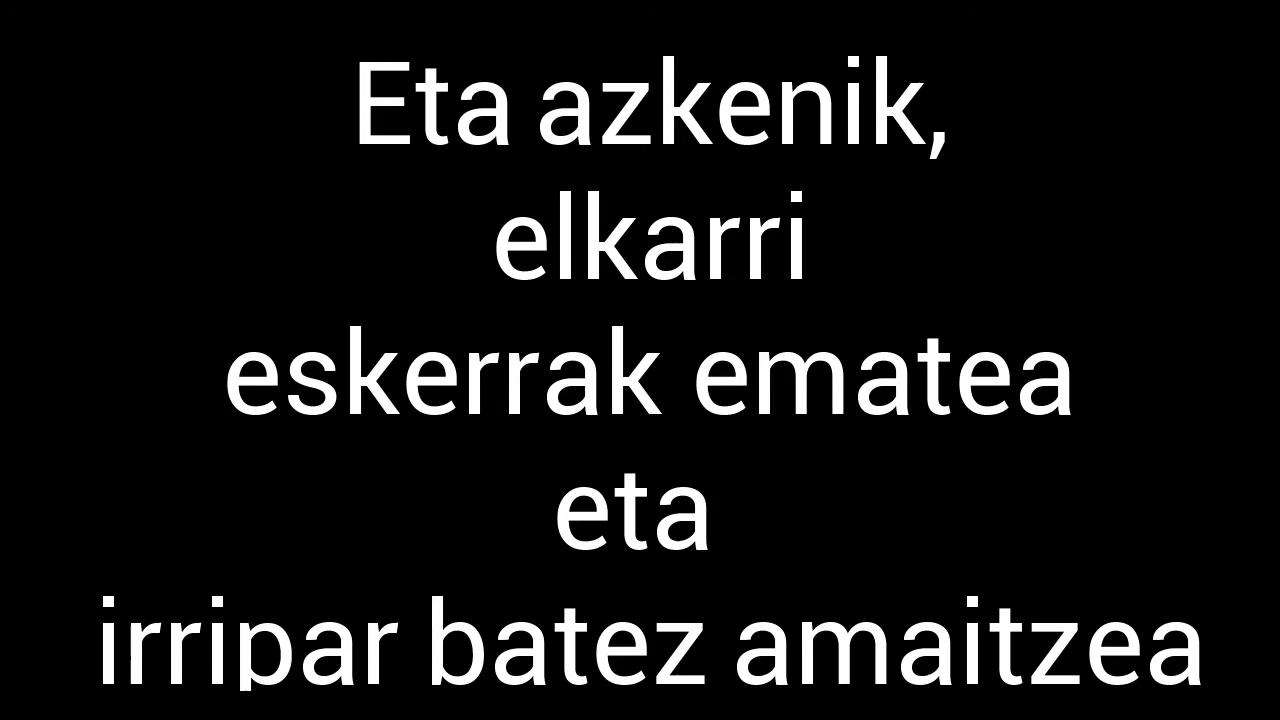 Eta azkenik,
elkarri
eskerrak ematea
eta
irripar batez amaitzea